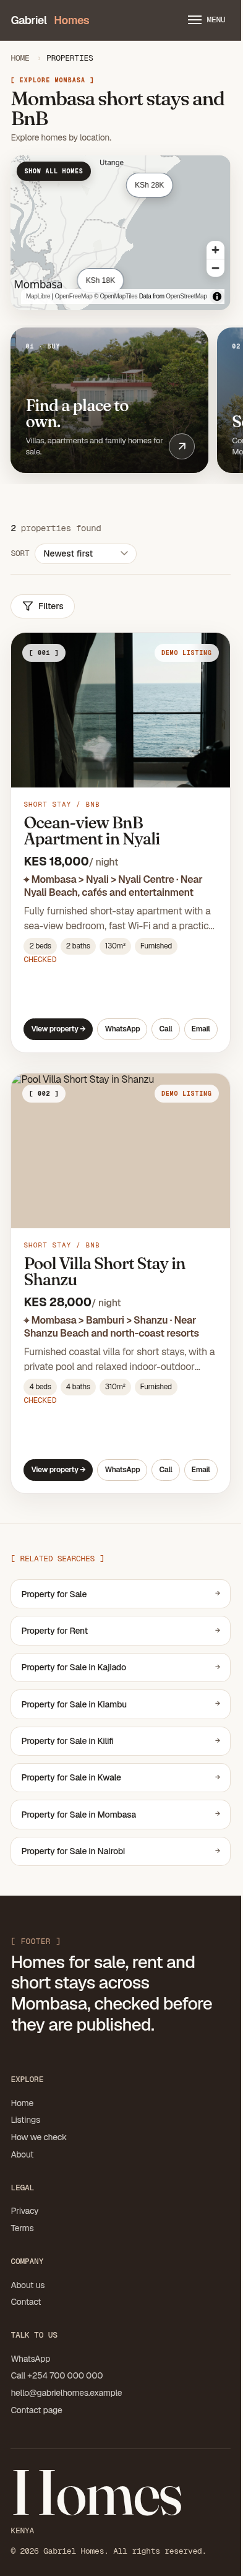 Gabriel Homes
MENU
HOME › PROPERTIES
[ EXPLORE MOMBASA ]
Mombasa short stays and
BnB
Explore homes by location.
SHOW ALL HOMES
Utange
KSh 28K
KSh 18K
Mombasa
MapLibre | OpenFreeMap © OpenMapTiles Data from OpenStreetMap
01 · BUY
Find a place to
own.
Villas, apartments and family homes for
sale.
02
2 properties found
SORT Newest first
Filters
[ 001 ]
DEMO LISTING
SHORT STAY / BNB
Ocean-view BnB
Apartment in Nyali
KES 18,000/ night
Mombasa > Nyali > Nyali Centre · Near
Nyali Beach, cafés and entertainment
Fully furnished short-stay apartment with a
sea-view bedroom, fast Wi-Fi and a practic…
2 beds 2 baths 130m² Furnished
CHECKED
View property → WhatsApp Call Email
Pool Villa Short Stay in Shanzu
[ 002 ]
DEMO LISTING
SHORT STAY / BNB
Pool Villa Short Stay in
Shanzu
KES 28,000/ night
Mombasa > Bamburi > Shanzu · Near
Shanzu Beach and north-coast resorts
Furnished coastal villa for short stays, with a
private pool and relaxed indoor-outdoor…
4 beds 4 baths 310m² Furnished
CHECKED
View property → WhatsApp Call Email
[ RELATED SEARCHES ]
Property for Sale →
Property for Rent →
Property for Sale in Kajiado →
Property for Sale in Kiambu →
Property for Sale in Kilifi →
Property for Sale in Kwale →
Property for Sale in Mombasa →
Property for Sale in Nairobi →
[ FOOTER ]
Homes for sale, rent and
short stays across
Mombasa, checked before
they are published.
EXPLORE
Home
Listings
How we check
About
LEGAL
Privacy
Terms
COMPANY
About us
Contact
TALK TO US
WhatsApp
Call +254 700 000 000
hello@gabrielhomes.example
Contact page
Homes
KENYA
© 2026 Gabriel Homes. All rights reserved.